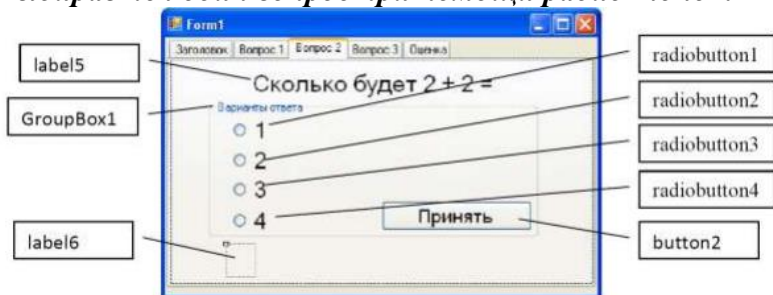 Form1
Заголовок Вопрос 1 Вопрос 2 Вопрос 3 Оценка
label5
Сколько будет 2 + 2 =
radiobutton1
GroupBox1
Варианты ответа
1
radiobutton2
2
radiobutton3
3
radiobutton4
4
Принять
label6
button2